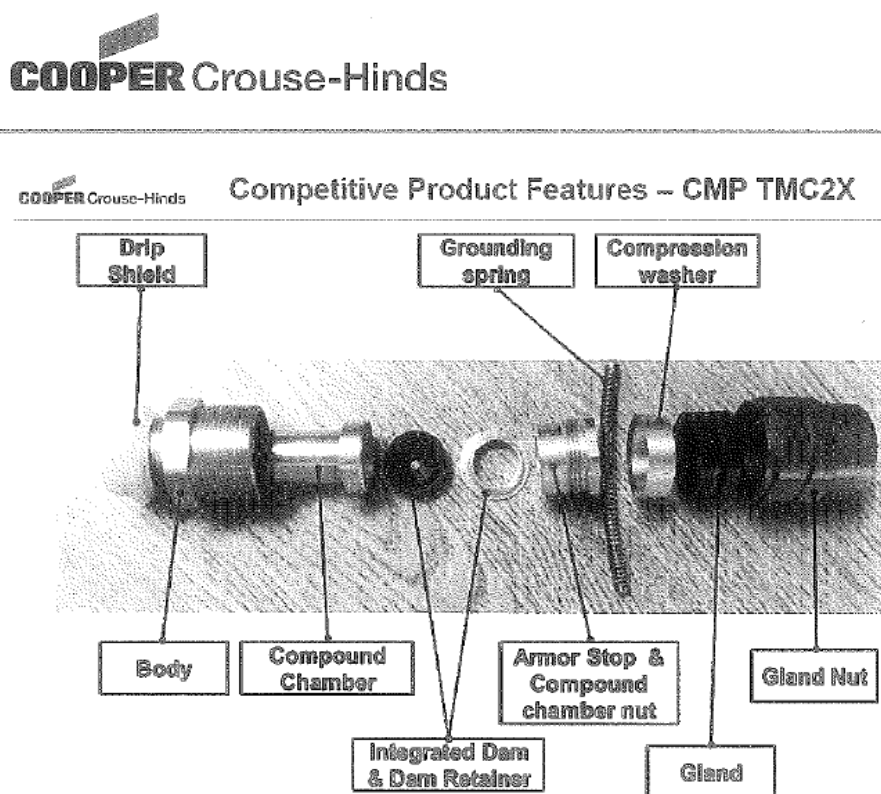 COOPER Crouse-Hinds
COOPER Crouse-Hinds
Competitive Product Features – CMP TMC2X
Drip
Shield
Grounding
spring
Compression
washer
Body
Compound
Chamber
Integrated Dam
& Dam Retainer
Armor Stop &
Compound
chamber nut
Gland
Gland Nut